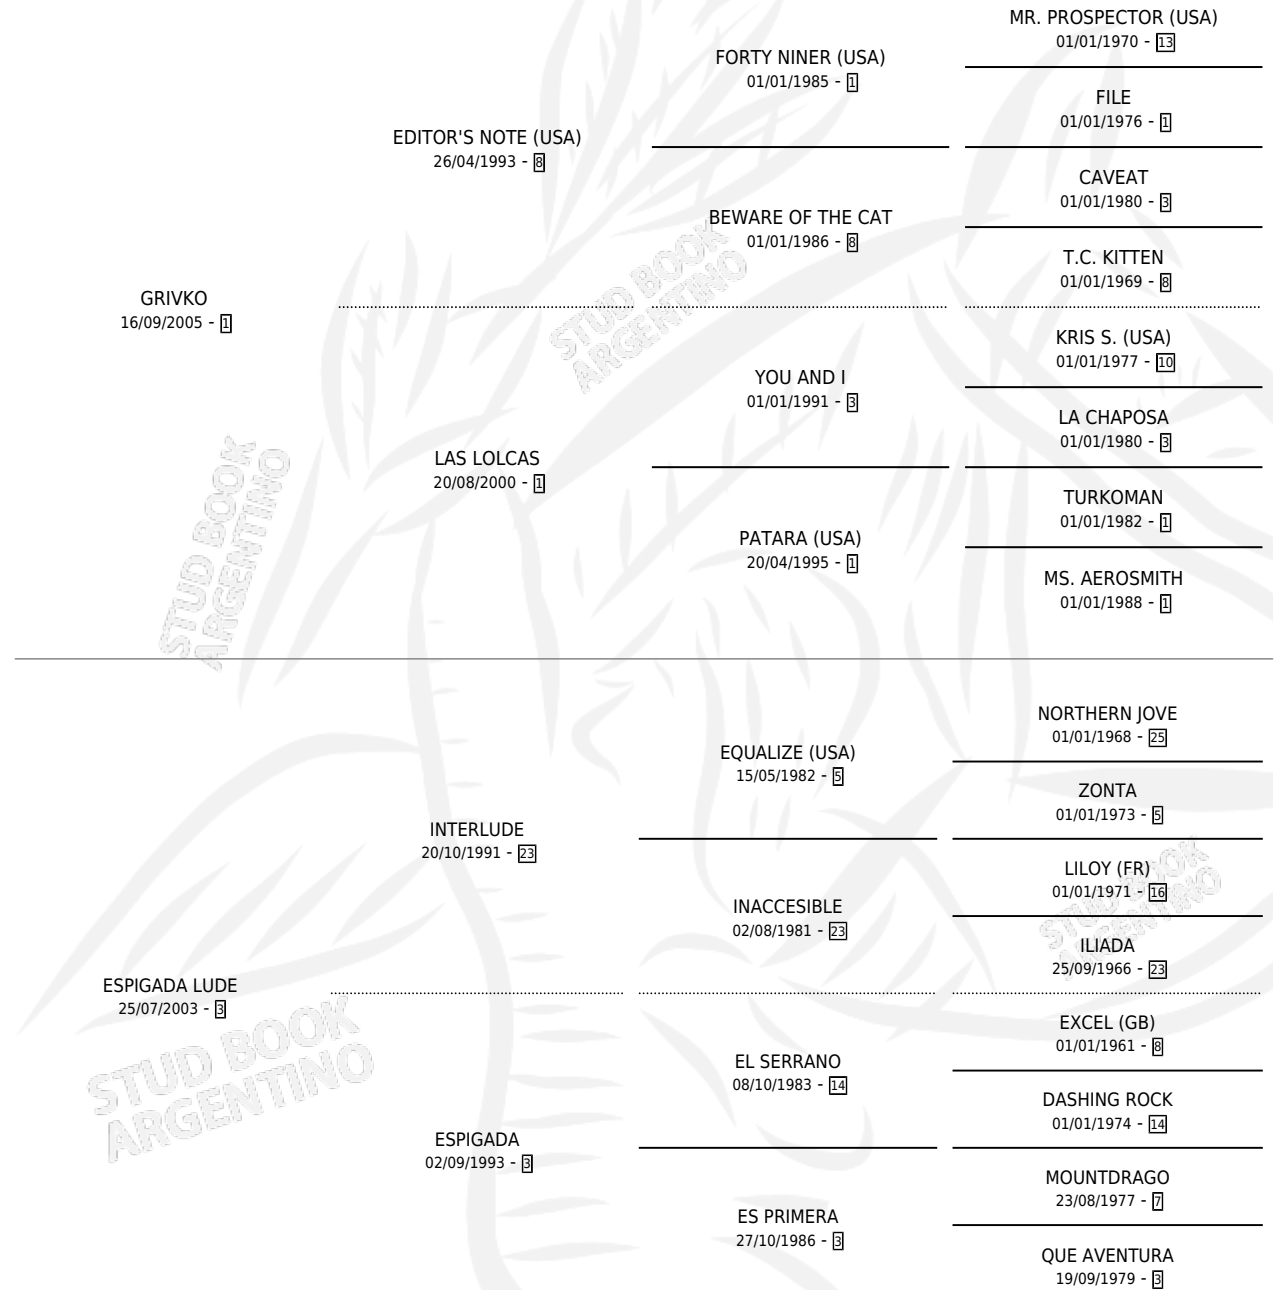 MR. PROSPECTOR (USA)
01/01/1970 - 13
FORTY NINER (USA)
01/01/1985 - 1
FILE
01/01/1976 - 1
EDITOR'S NOTE (USA)
26/04/1993 - 8
CAVEAT
01/01/1980 - 3
BEWARE OF THE CAT
01/01/1986 - 8
T.C. KITTEN
01/01/1969 - 8
GRIVKO
16/09/2005 - 1
KRIS S. (USA)
01/01/1977 - 10
YOU AND I
01/01/1991 - 3
LA CHAPOSA
01/01/1980 - 3
LAS LOLCAS
20/08/2000 - 1
TURKOMAN
01/01/1982 - 1
PATARA (USA)
20/04/1995 - 1
MS. AEROSMITH
01/01/1988 - 1
NORTHERN JOVE
01/01/1968 - 25
EQUALIZE (USA)
15/05/1982 - 5
ZONTA
01/01/1973 - 5
INTERLUDE
20/10/1991 - 23
LILOY (FR)
01/01/1971 - 16
INACCESIBLE
02/08/1981 - 23
ILIADA
25/09/1966 - 23
ESPIGADA LUDE
25/07/2003 - 3
EXCEL (GB)
01/01/1961 - 8
EL SERRANO
08/10/1983 - 14
DASHING ROCK
01/01/1974 - 14
ESPIGADA
02/09/1993 - 3
MOUNTDRAGO
23/08/1977 - 7
ES PRIMERA
27/10/1986 - 3
QUE AVENTURA
19/09/1979 - 3
STUD BOOK
ARGENTINO
STUD BOOK
ARGENTINO
STUD BOOK
ARGENTINO
STUD BOOK
ARGENTINO